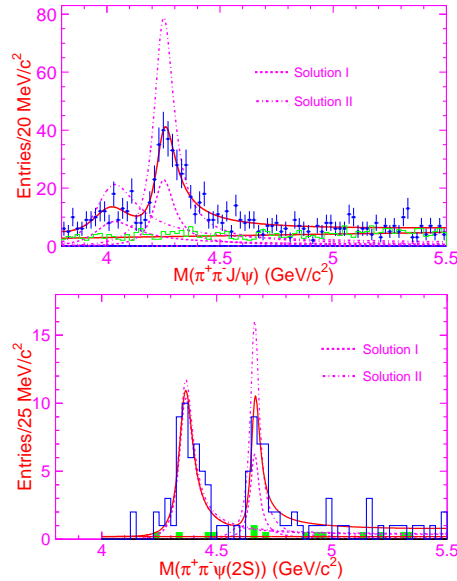 80
60
40
20
0
Entries/20 MeV/c²
Solution I
Solution II
4 4.5 5 5.5
M(π⁺π⁻J/ψ) (GeV/c²)
15
10
5
0
Entries/25 MeV/c²
Solution I
Solution II
4 4.5 5 5.5
M(π⁺π⁻ψ(2S)) (GeV/c²)